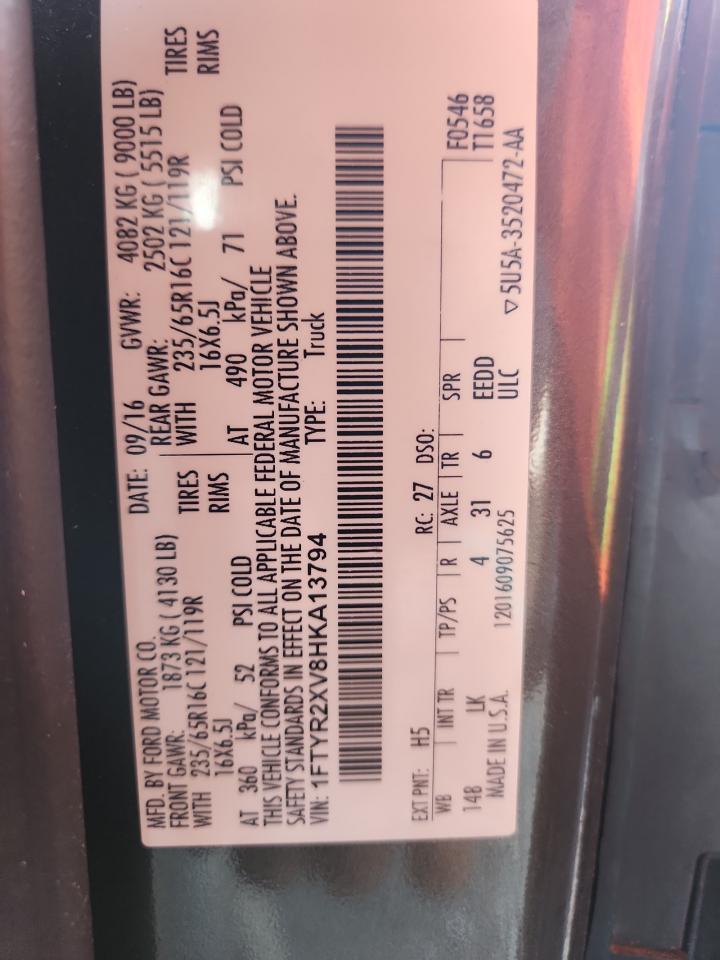 MFD. BY FORD MOTOR CO. DATE: 09/16 GVWR: 4082 KG ( 9000 LB)
FRONT GAWR: 1873 KG ( 4130 LB) REAR GAWR: 2502 KG ( 5515 LB)
WITH 235/65R16C 121/119R TIRES WITH 235/65R16C 121/119R TIRES
16X6.5J RIMS 16X6.5J RIMS
AT 360 kPa/ 52 PSI COLD AT 490 kPa/ 71 PSI COLD
THIS VEHICLE CONFORMS TO ALL APPLICABLE FEDERAL MOTOR VEHICLE
SAFETY STANDARDS IN EFFECT ON THE DATE OF MANUFACTURE SHOWN ABOVE.
VIN: 1FTYR2XV8HKA13794 TYPE: Truck
EXT PNT: H5 RC: 27 DSO:
WB INT TR TP/PS R AXLE TR SPR F0546
148 LK 4 31 6 EEDD T1658
MADE IN U.S.A. 1201609075625 ULC
▽ 5U5A-3520472-AA